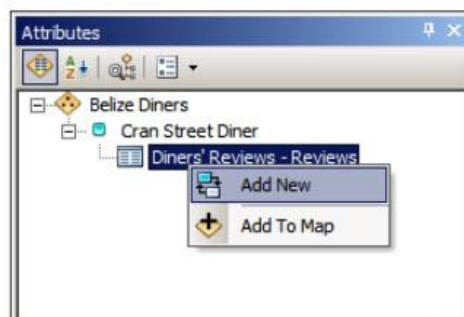 Attributes
A
Z
Belize Diners
Cran Street Diner
Diners' Reviews - Reviews
Add New
Add To Map